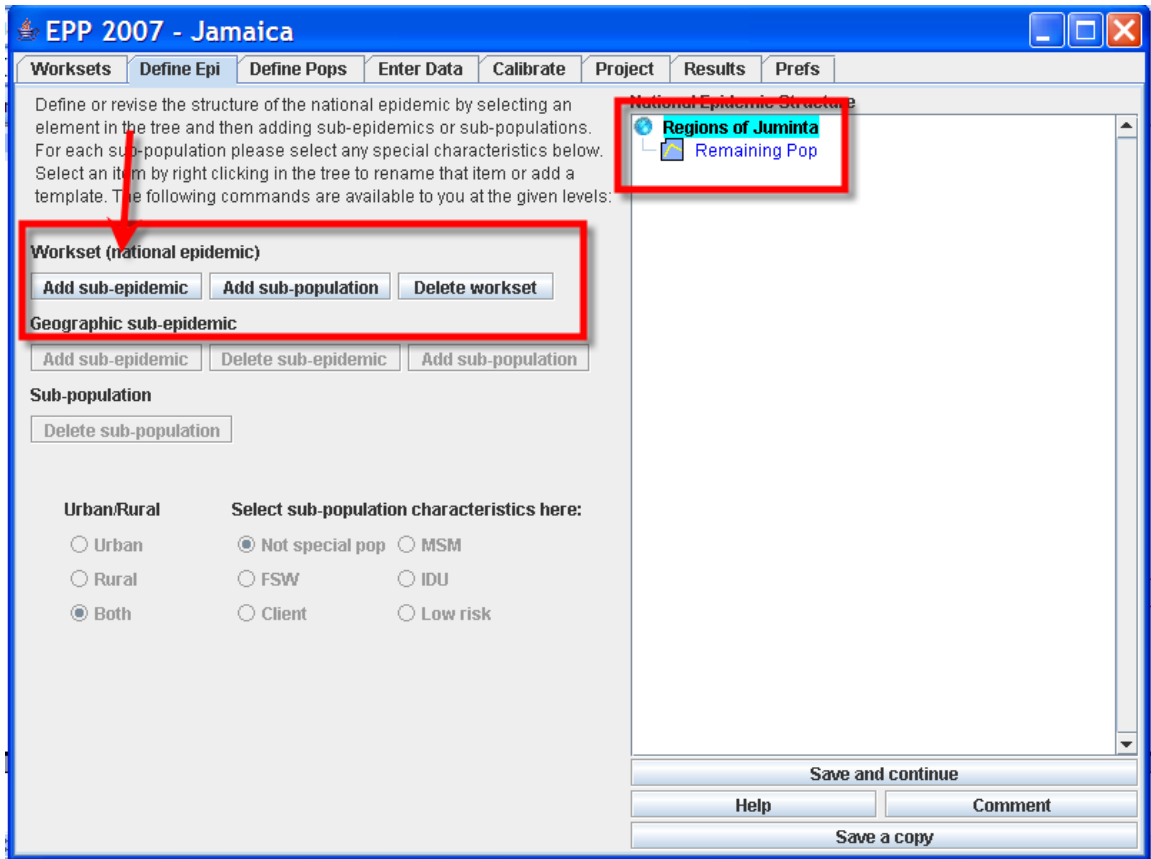 EPP 2007 - Jamaica
Worksets Define Epi Define Pops Enter Data Calibrate Project Results Prefs
Define or revise the structure of the national epidemic by selecting an
element in the tree and then adding sub-epidemics or sub-populations.
For each sub-population please select any special characteristics below.
Select an item by right clicking in the tree to rename that item or add a
template. The following commands are available to you at the given levels:
Workset (national epidemic)
Add sub-epidemic Add sub-population Delete workset
Geographic sub-epidemic
Add sub-epidemic Delete sub-epidemic Add sub-population
Sub-population
Delete sub-population
Urban/Rural Select sub-population characteristics here:
Urban Not special pop MSM
Rural FSW IDU
Both Client Low risk
National Epidemic Structure
Regions of Juminta
Remaining Pop
Save and continue
Help Comment
Save a copy